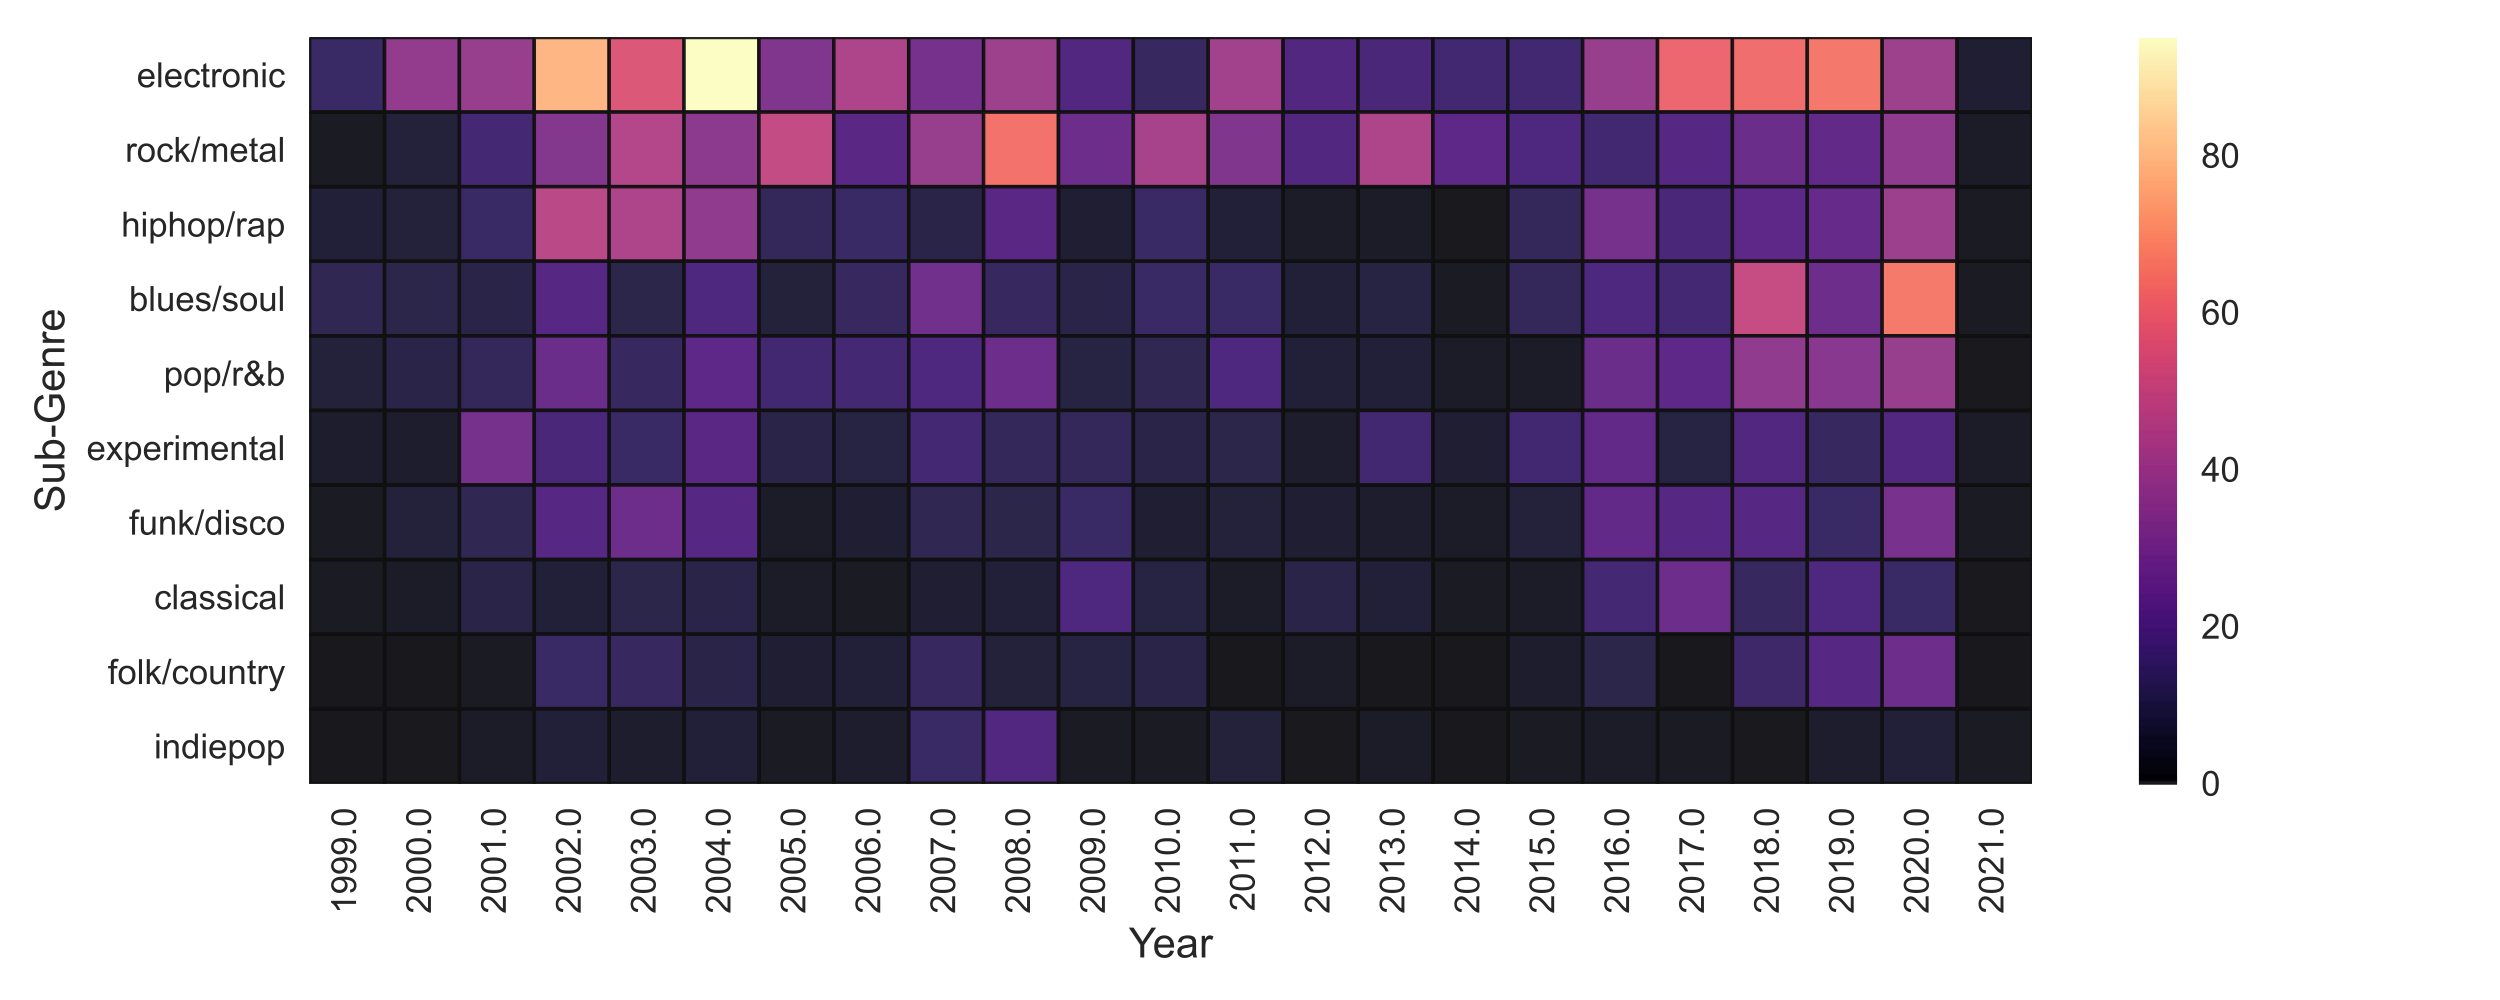 Sub-Genre
electronic
rock/metal
hiphop/rap
blues/soul
pop/r&b
experimental
funk/disco
classical
folk/country
indiepop
1999.0
2000.0
2001.0
2002.0
2003.0
2004.0
2005.0
2006.0
2007.0
2008.0
2009.0
2010.0
2011.0
2012.0
2013.0
2014.0
2015.0
2016.0
2017.0
2018.0
2019.0
2020.0
2021.0
Year
80
60
40
20
0